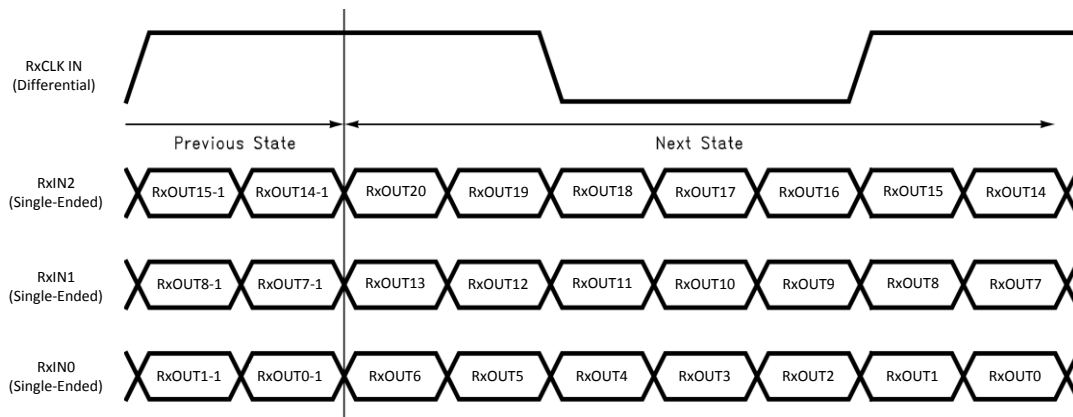 RxCLK IN
(Differential)
Previous State
Next State
RxIN2
(Single-Ended)
RxOUT15-1 RxOUT14-1 RxOUT20 RxOUT19 RxOUT18 RxOUT17 RxOUT16 RxOUT15 RxOUT14
RxIN1
(Single-Ended)
RxOUT8-1 RxOUT7-1 RxOUT13 RxOUT12 RxOUT11 RxOUT10 RxOUT9 RxOUT8 RxOUT7
RxIN0
(Single-Ended)
RxOUT1-1 RxOUT0-1 RxOUT6 RxOUT5 RxOUT4 RxOUT3 RxOUT2 RxOUT1 RxOUT0